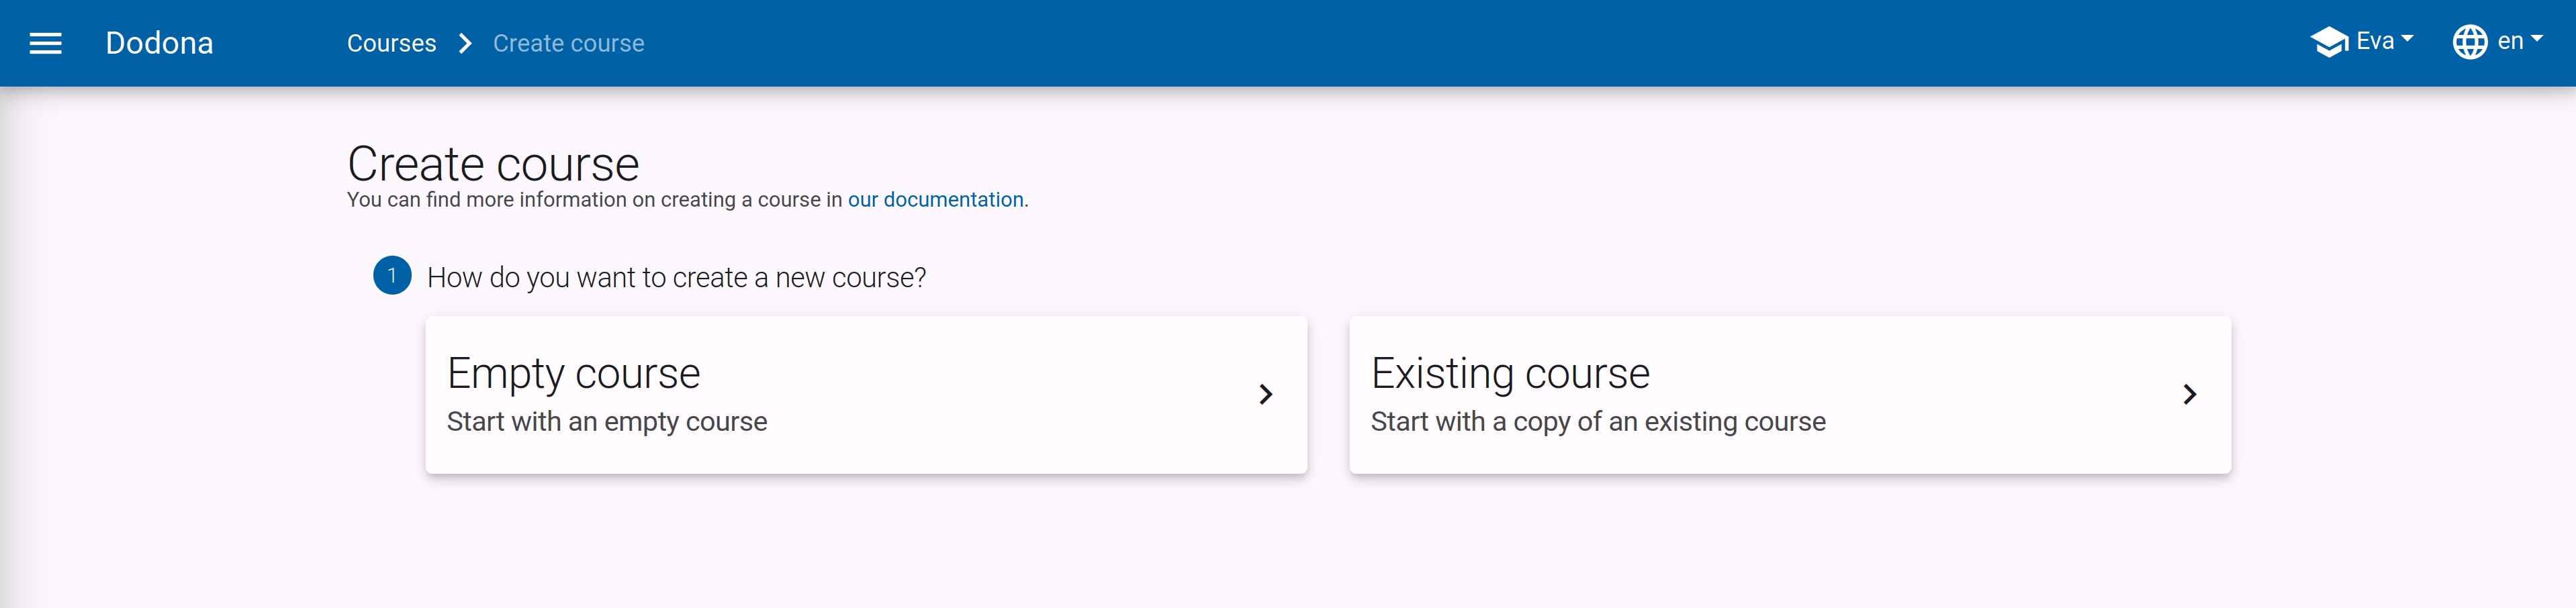 Dodona
Courses
Create course
Eva
en
Create course
You can find more information on creating a course in our documentation.
1
How do you want to create a new course?
Empty course
Start with an empty course
Existing course
Start with a copy of an existing course